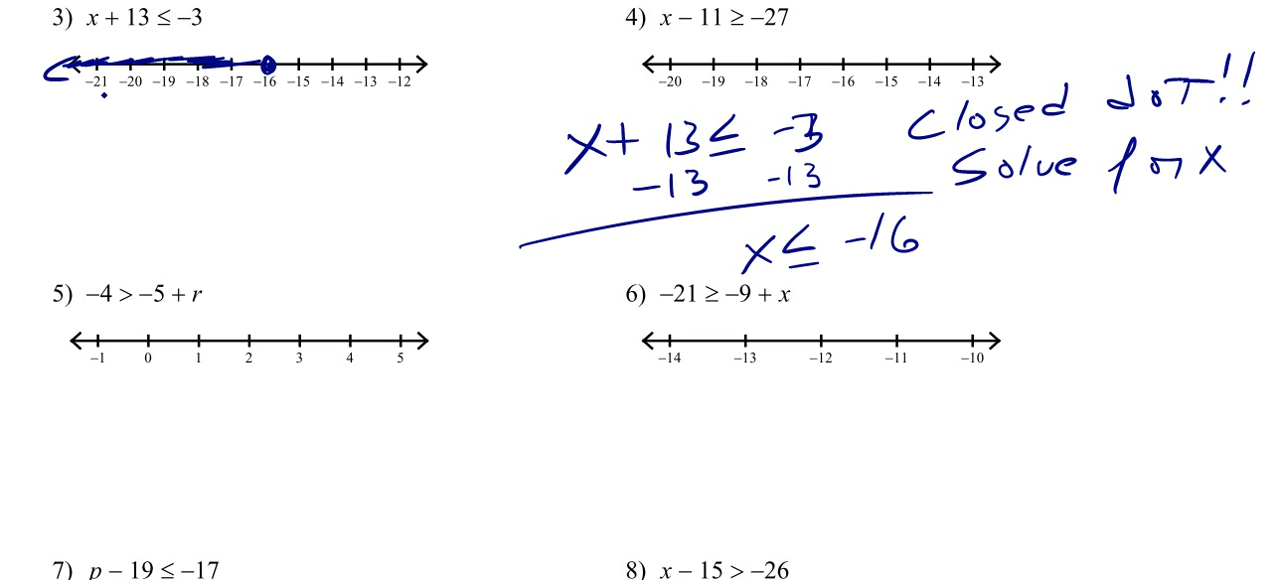 3) x + 13 ≤ −3
4) x − 11 ≥ −27
−21 −20 −19 −18 −17 −16 −15 −14 −13 −12
−20 −19 −18 −17 −16 −15 −14 −13
closed dot!!
x + 13 ≤ -3
Solve for x
-13 -13
x ≤ -16
5) −4 > −5 + r
6) −21 ≥ −9 + x
−1 0 1 2 3 4 5
−14 −13 −12 −11 −10
7) p − 19 ≤ −17
8) x − 15 > −26